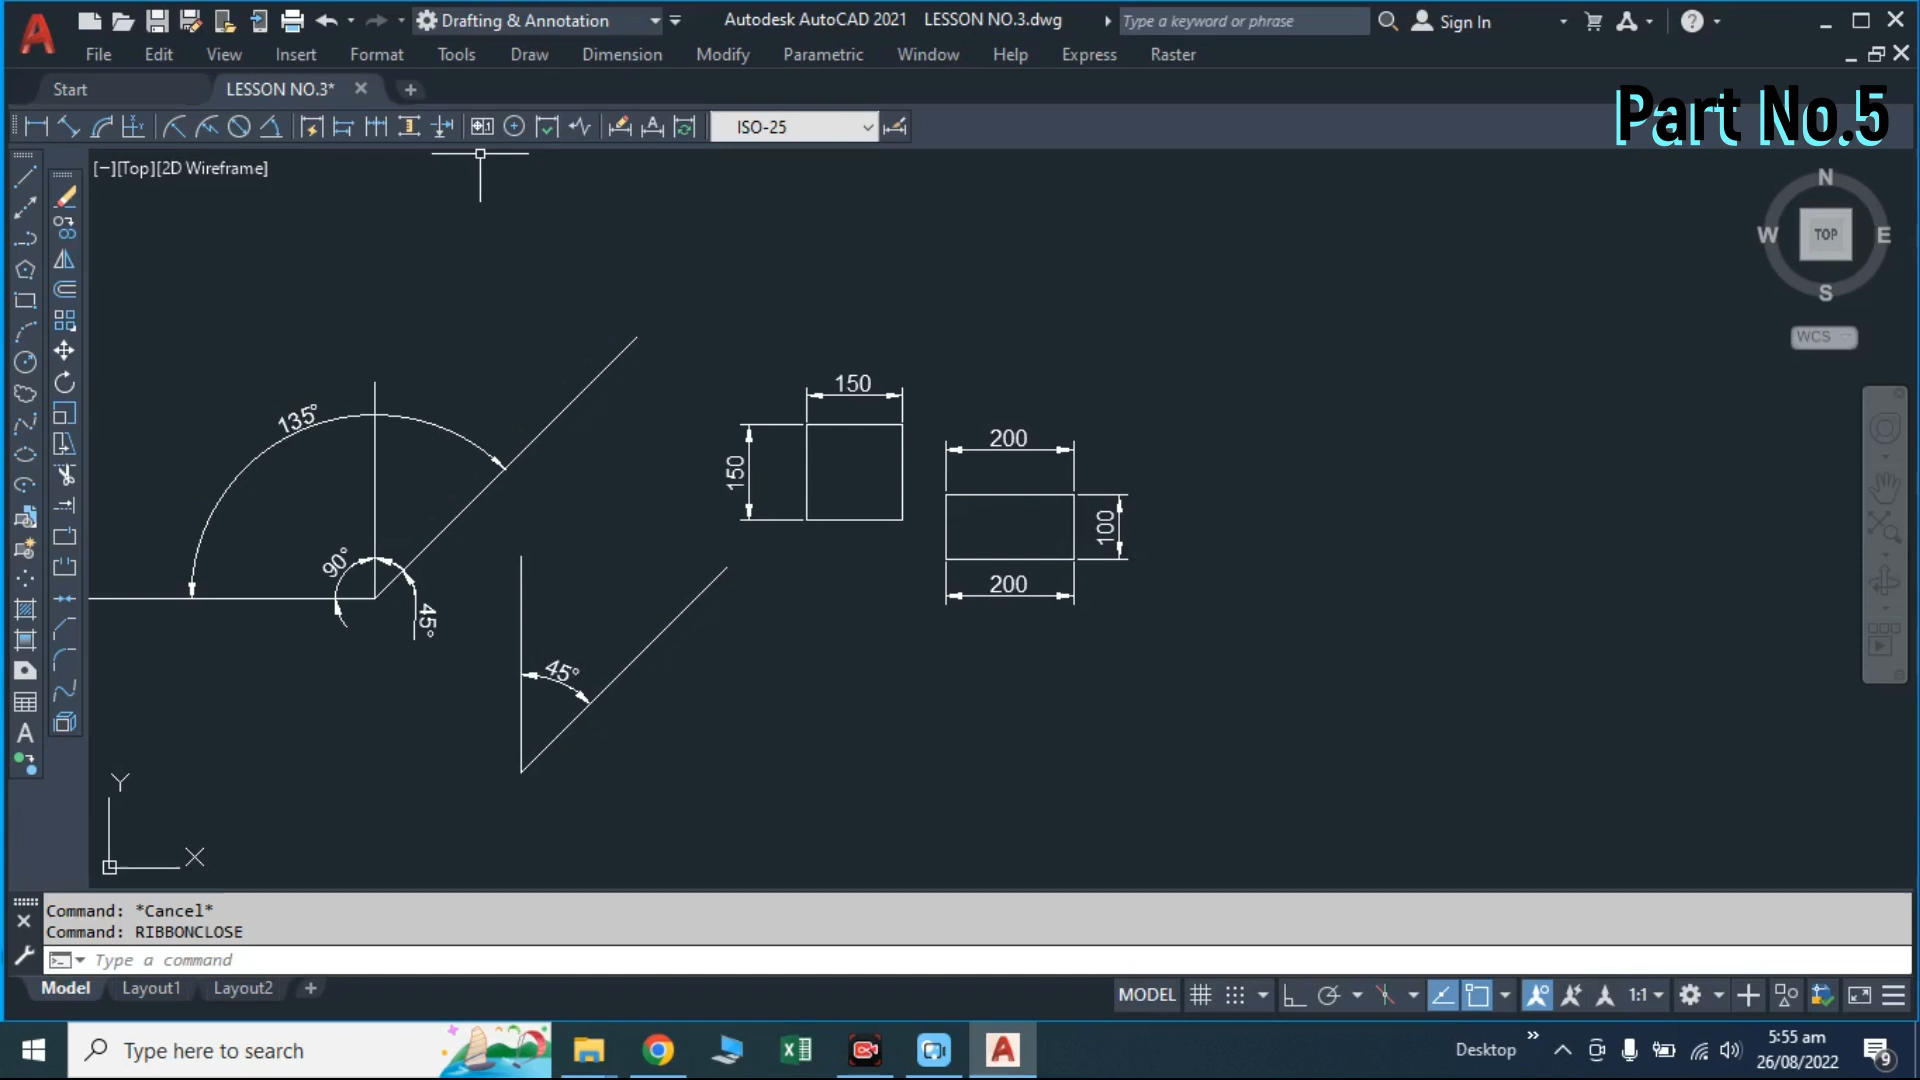 Drafting & Annotation
Autodesk AutoCAD 2021 LESSON NO.3.dwg
Type a keyword or phrase
Sign In
File Edit View Insert Format Tools Draw Dimension Modify Parametric Window Help Express Raster
Start
LESSON NO.3*
Part No.5
ISO-25
[−][Top][2D Wireframe]
N
W
TOP
E
S
WCS
150
135°
200
150
100
90°
200
45°
45°
Y
X
Command: *Cancel*
Command: RIBBONCLOSE
Type a command
Model Layout1 Layout2
MODEL
1:1
Type here to search
Desktop
5:55 am
26/08/2022
9